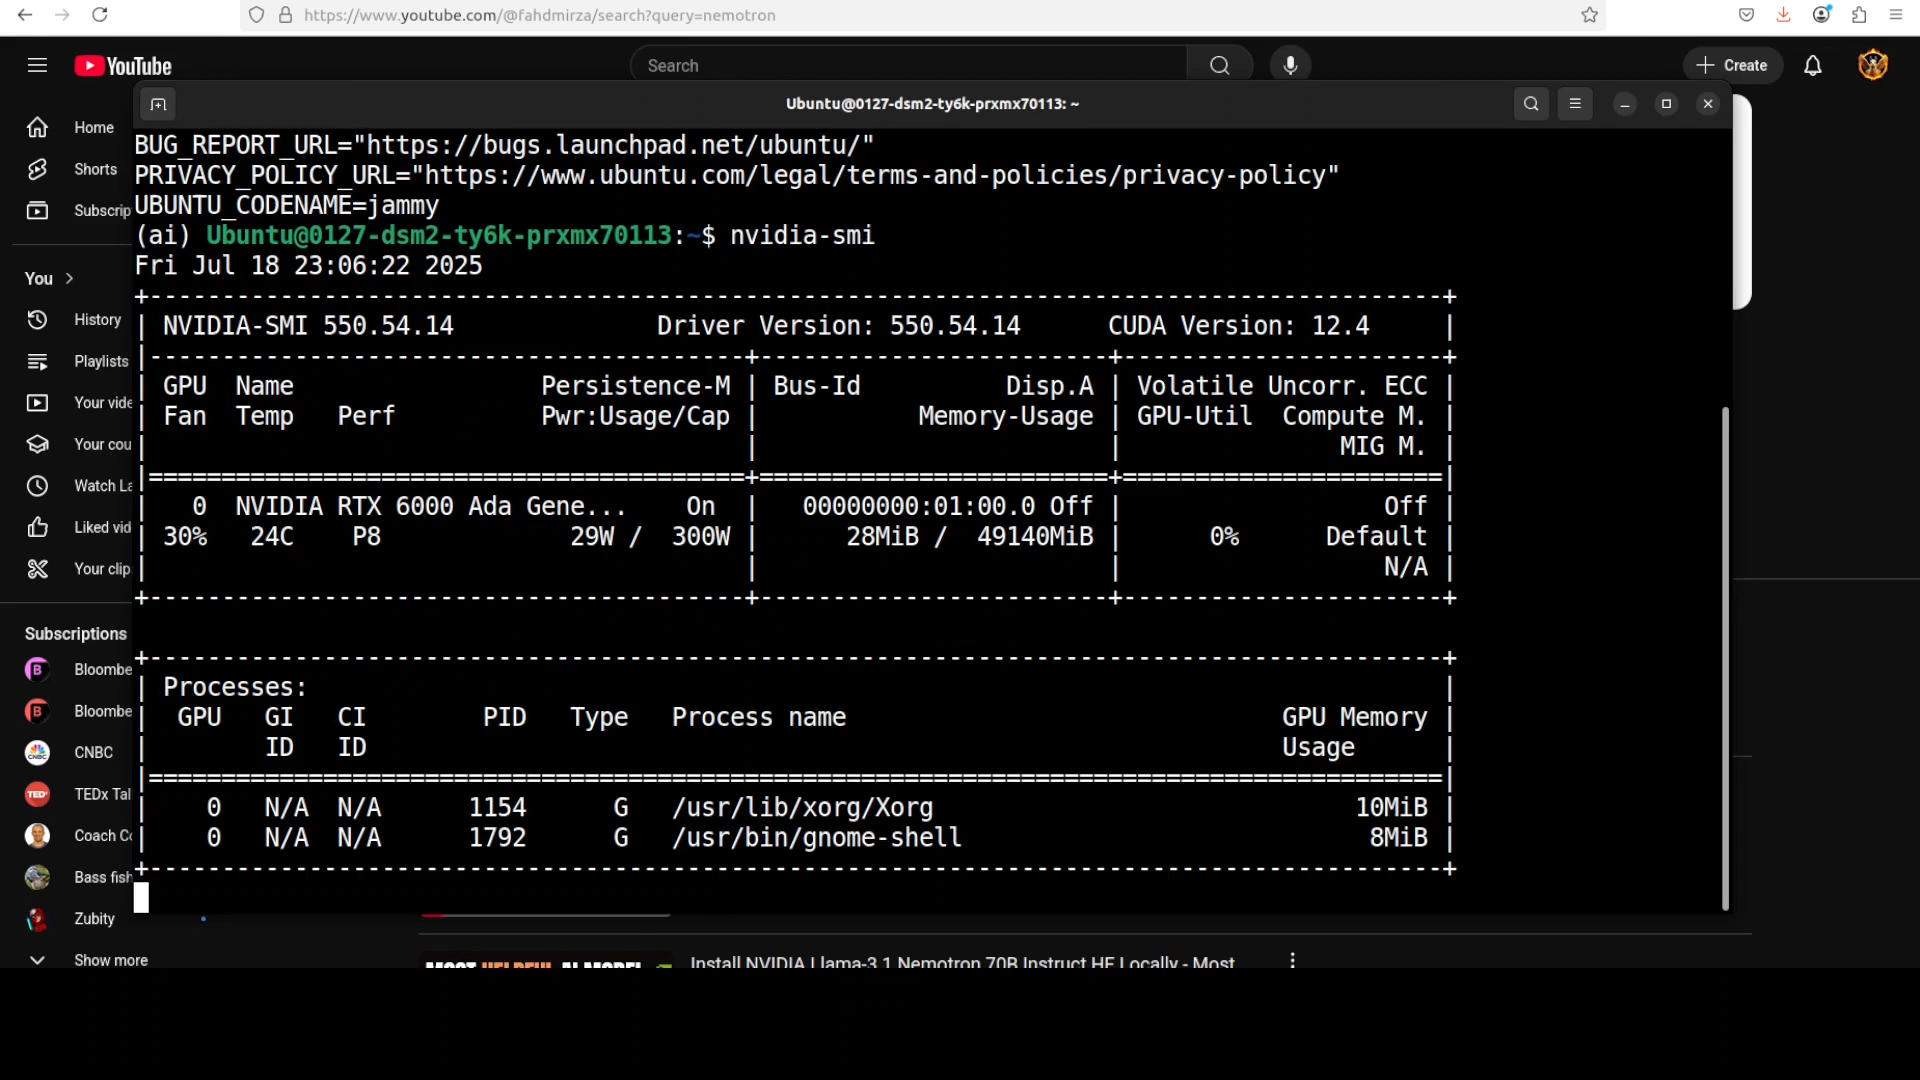 https://www.youtube.com/@fahdmirza/search?query=nemotron
YouTube
Search
Create
Ubuntu@0127-dsm2-ty6k-prxmx70113: ~
Home
Shorts
Subscrip
You
History
Playlists
Your vide
Your cou
Watch La
Liked vid
Your clip
Subscriptions
Bloombe
Bloombe
CNBC
TEDx Tal
Coach Co
Bass fish
Zubity
Show more
BUG_REPORT_URL="https://bugs.launchpad.net/ubuntu/"
PRIVACY_POLICY_URL="https://www.ubuntu.com/legal/terms-and-policies/privacy-policy"
UBUNTU_CODENAME=jammy
(ai) Ubuntu@0127-dsm2-ty6k-prxmx70113:~$ nvidia-smi
Fri Jul 18 23:06:22 2025
NVIDIA-SMI 550.54.14 Driver Version: 550.54.14 CUDA Version: 12.4
GPU Name Persistence-M | Bus-Id Disp.A | Volatile Uncorr. ECC
Fan Temp Perf Pwr:Usage/Cap | Memory-Usage | GPU-Util Compute M.
MIG M.
0 NVIDIA RTX 6000 Ada Gene... On | 00000000:01:00.0 Off | Off
30% 24C P8 29W / 300W | 28MiB / 49140MiB | 0% Default
N/A
Processes:
GPU GI CI PID Type Process name GPU Memory
ID ID Usage
0 N/A N/A 1154 G /usr/lib/xorg/Xorg 10MiB
0 N/A N/A 1792 G /usr/bin/gnome-shell 8MiB
MOST HELPFUL AI MODEL
Install NVIDIA Llama-3.1 Nemotron 70B Instruct HF Locally - Most